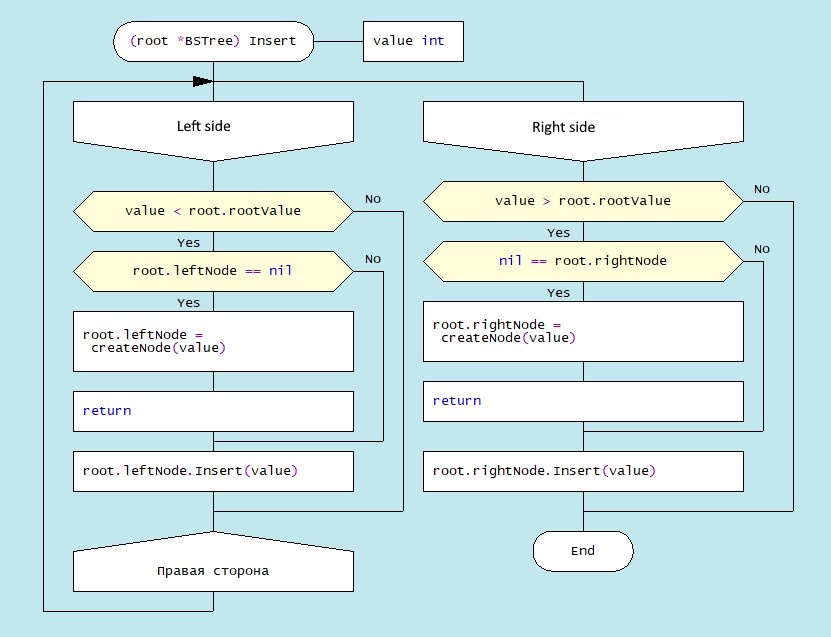 (root *BSTree) Insert
value int
Left side
value < root.rootValue
No
Yes
root.leftNode == nil
No
Yes
root.leftNode =
createNode(value)
return
root.leftNode.Insert(value)
Правая сторона
Right side
value > root.rootValue
No
Yes
nil == root.rightNode
No
Yes
root.rightNode =
createNode(value)
return
root.rightNode.Insert(value)
End